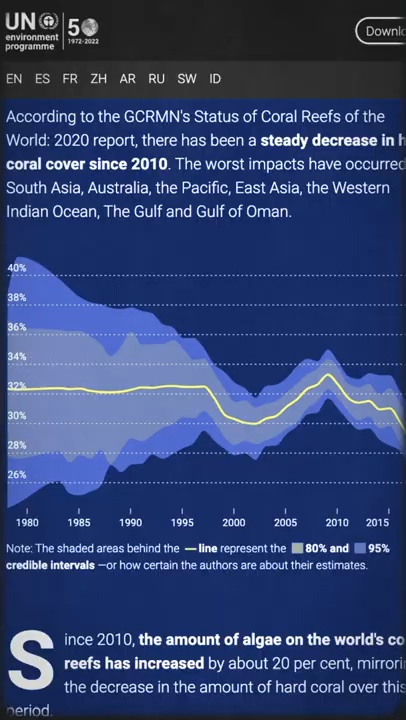 UN
environment
programme
50
1972-2022
EN ES FR ZH AR RU SW ID
According to the GCRMN's Status of Coral Reefs of the
World: 2020 report, there has been a steady decrease in
coral cover since 2010. The worst impacts have occurred
South Asia, Australia, the Pacific, East Asia, the Western
Indian Ocean, The Gulf and Gulf of Oman.
40%
38%
36%
34%
32%
30%
28%
26%
1980 1985 1990 1995 2000 2005 2010 2015
Note: The shaded areas behind the line represent the 80% and 95%
credible intervals —or how certain the authors are about their estimates.
Since 2010, the amount of algae on the world's
reefs has increased by about 20 per cent,
the decrease in the amount of hard coral over this
period.